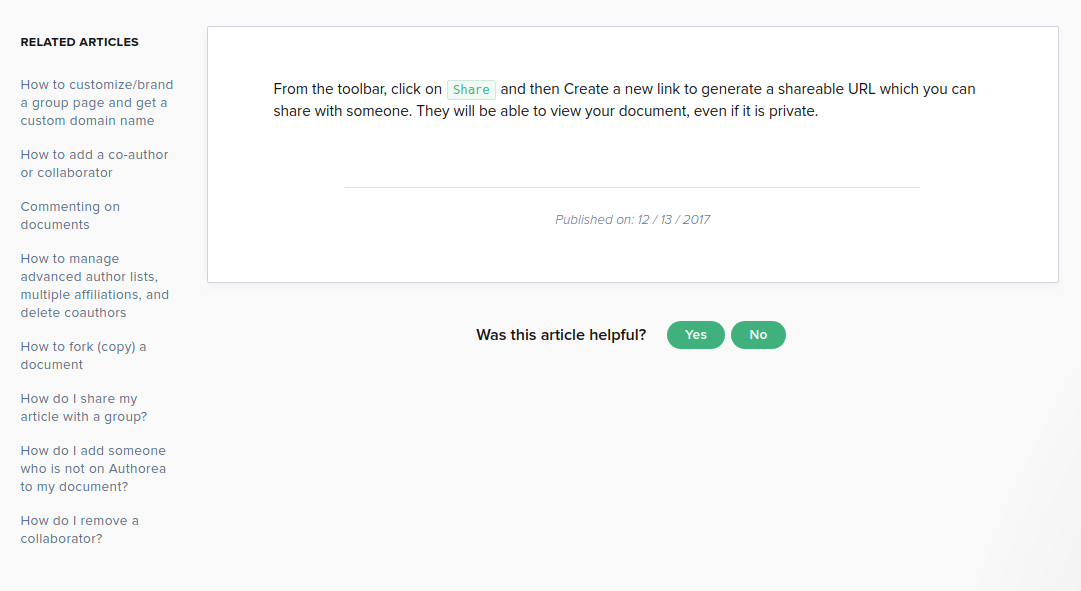 RELATED ARTICLES
How to customize/brand
a group page and get a
custom domain name
How to add a co-author
or collaborator
Commenting on
documents
How to manage
advanced author lists,
multiple affiliations, and
delete coauthors
How to fork (copy) a
document
How do I share my
article with a group?
How do I add someone
who is not on Authorea
to my document?
How do I remove a
collaborator?
From the toolbar, click on Share and then Create a new link to generate a shareable URL which you can
share with someone. They will be able to view your document, even if it is private.
Published on: 12 / 13 / 2017
Was this article helpful? Yes No